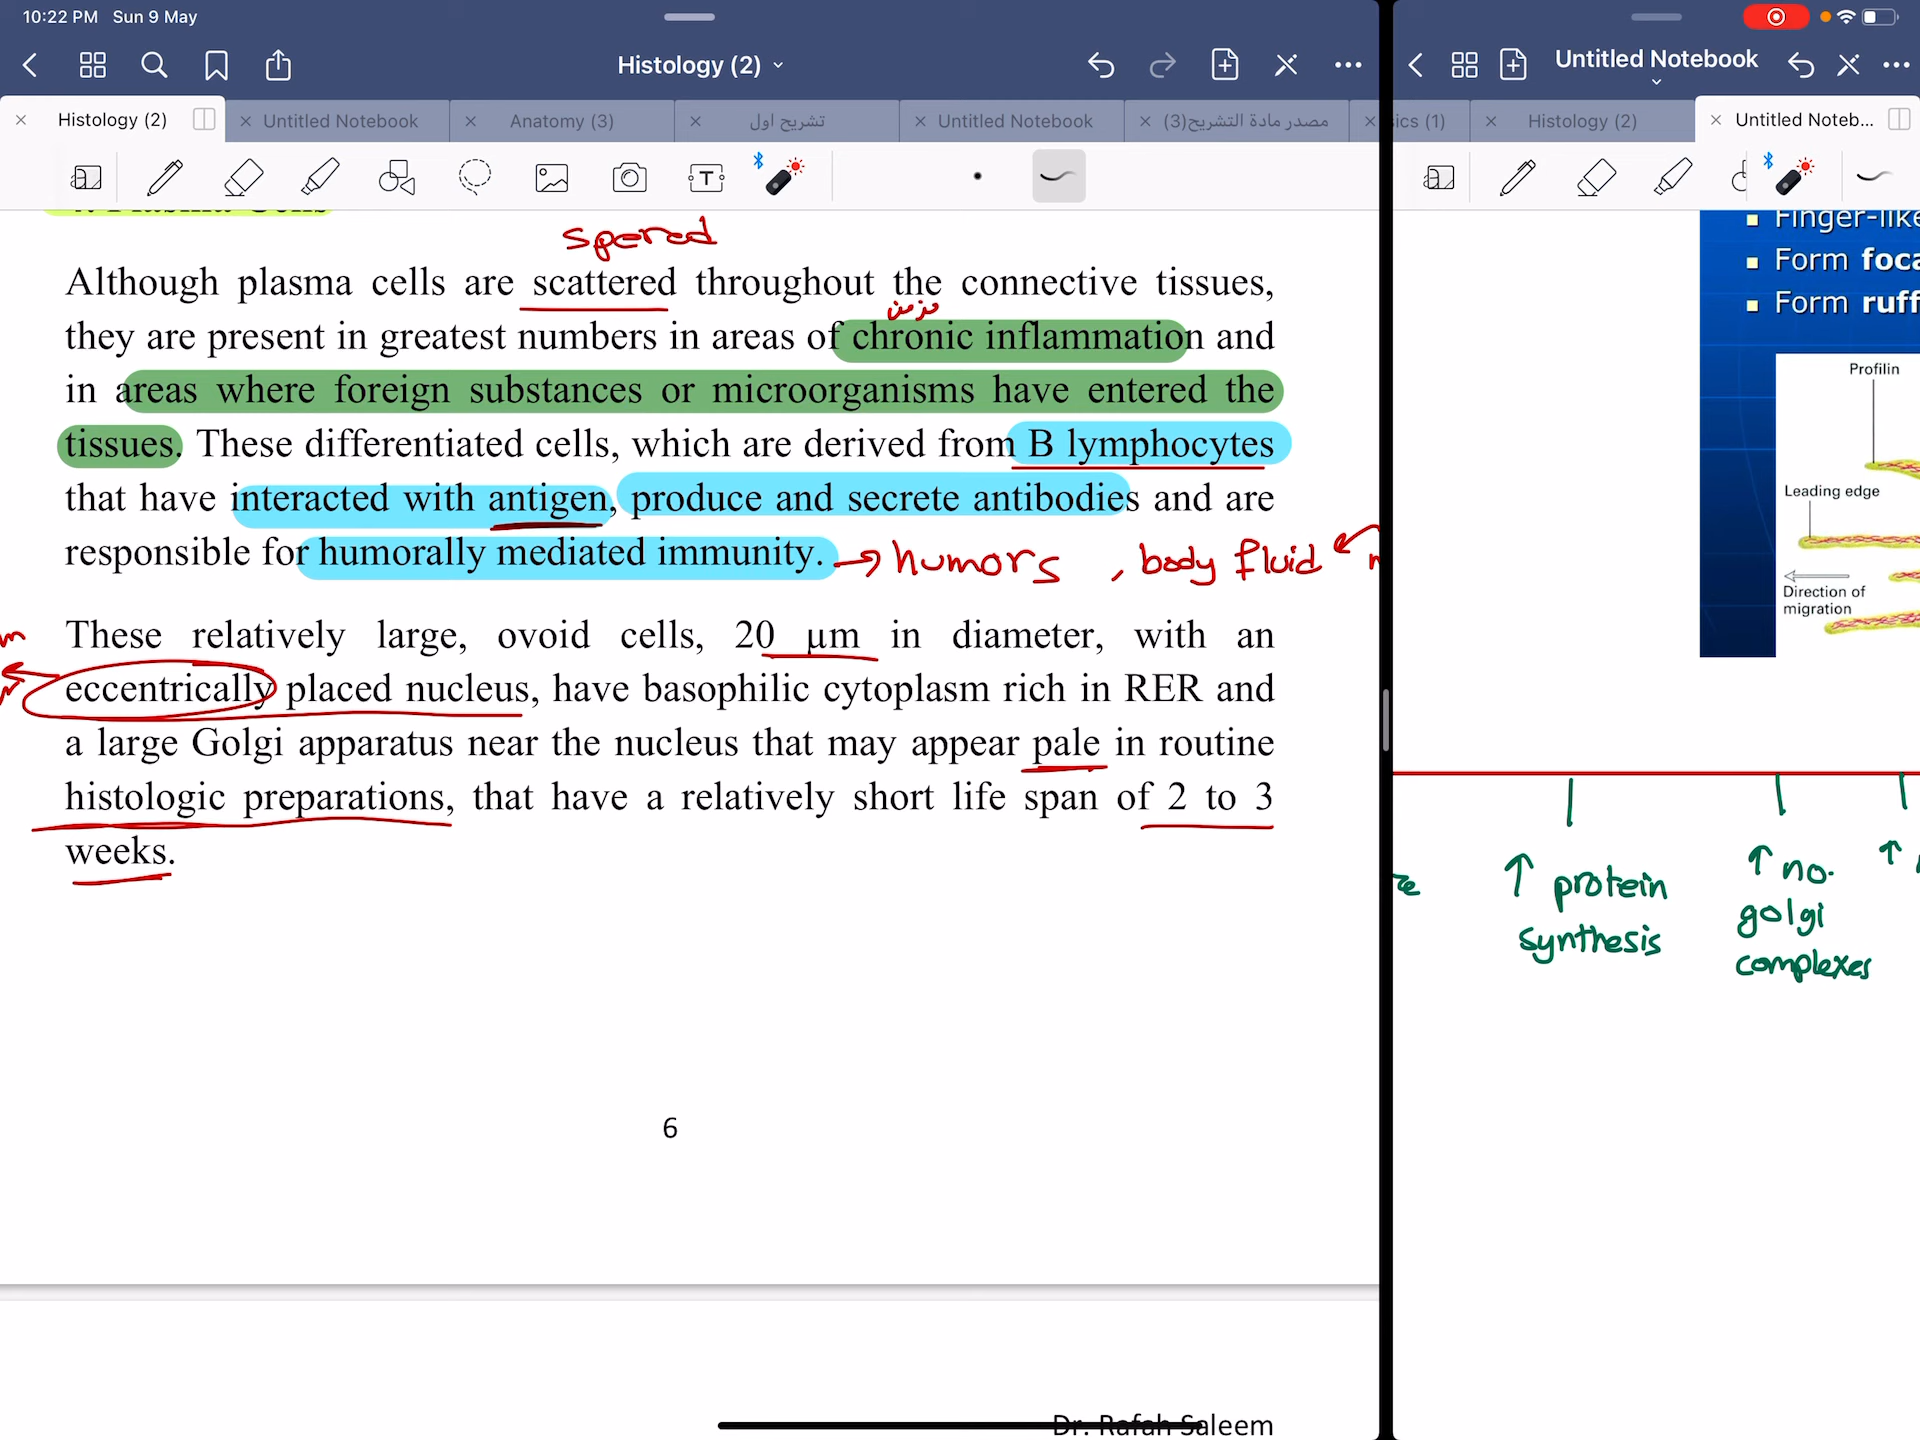 10:22 PM Sun 9 May
Histology (2)
Histology (2)
Untitled Notebook
Anatomy (3)
تشريح اول
Untitled Notebook
مصدر مادة التشريح(3)
ics (1)
Histology (2)
Untitled Noteb...
Untitled Notebook
4. Plasma Cells
spered
Although plasma cells are scattered throughout the connective tissues,
مزمن
they are present in greatest numbers in areas of chronic inflammation and
in areas where foreign substances or microorganisms have entered the
tissues. These differentiated cells, which are derived from B lymphocytes
that have interacted with antigen, produce and secrete antibodies and are
responsible for humorally mediated immunity. → humors , body fluid
These relatively large, ovoid cells, 20 µm in diameter, with an
eccentrically placed nucleus, have basophilic cytoplasm rich in RER and
a large Golgi apparatus near the nucleus that may appear pale in routine
histologic preparations, that have a relatively short life span of 2 to 3
weeks.
6
Dr. Rafah Saleem
Finger-like
Form foca
Form ruff
Profilin
Leading edge
Direction of
migration
↑ protein
synthesis
↑ no.
golgi
complexes
↑